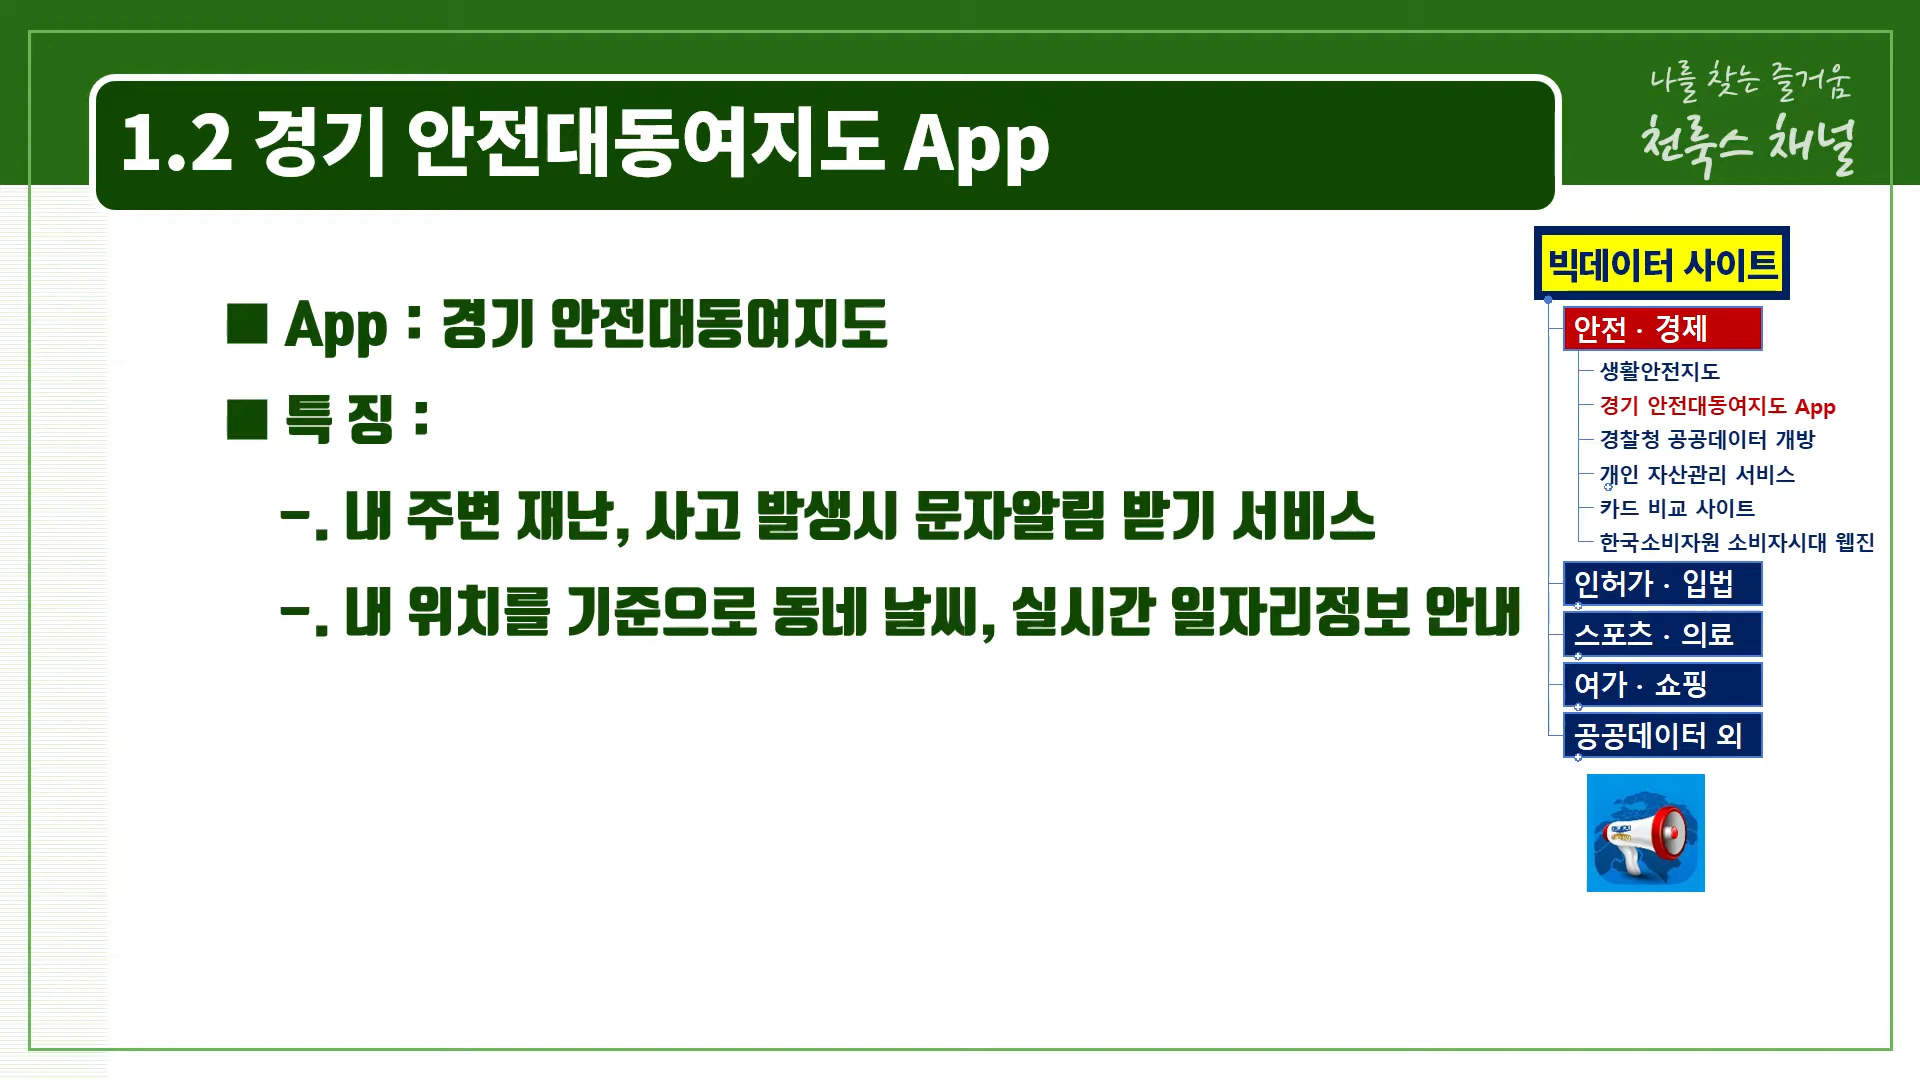 1.2 경기 안전대동여지도 App
나를 찾는 즐거움
천룩스 채널
■ App : 경기 안전대동여지도
■ 특 징 :
-. 내 주변 재난, 사고 발생시 문자알림 받기 서비스
-. 내 위치를 기준으로 동네 날씨, 실시간 일자리정보 안내
빅데이터 사이트
안전 · 경제
생활안전지도
경기 안전대동여지도 App
경찰청 공공데이터 개방
개인 자산관리 서비스
카드 비교 사이트
한국소비자원 소비자시대 웹진
인허가 · 입법
스포츠 · 의료
여가 · 쇼핑
공공데이터 외